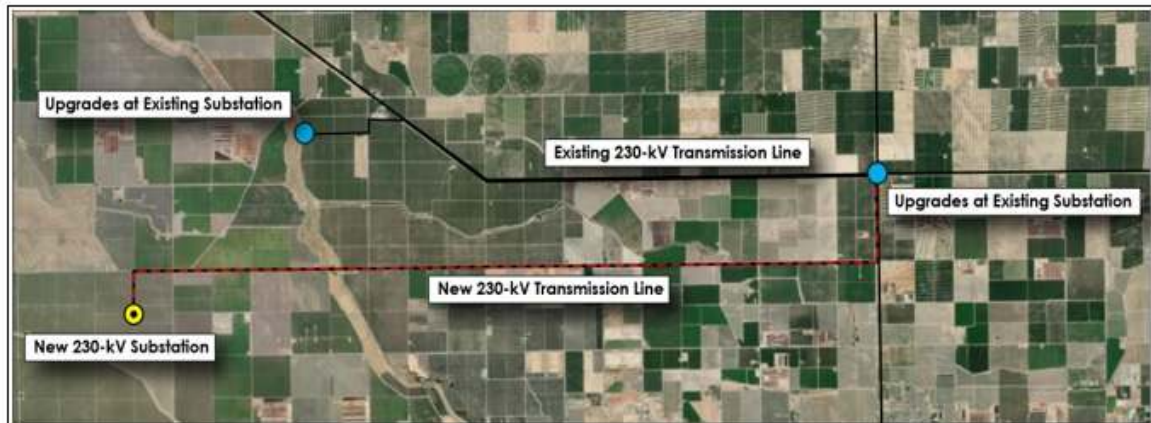 Upgrades at Existing Substation
Existing 230-kV Transmission Line
Upgrades at Existing Substation
New 230-kV Transmission Line
New 230-kV Substation